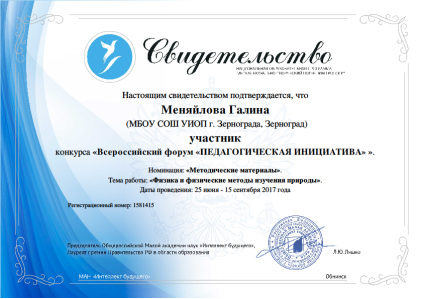 Свидетельство
Настоящим свидетельством подтверждается, что
Меняйлова Галина
(МБОУ СОШ УИОП г. Зернограда, Зерноград)
участник
конкурса «Всероссийский форум «ПЕДАГОГИЧЕСКАЯ ИНИЦИАТИВА» ».
Номинация: «Методические материалы».
Тема работы: «Физика и физические методы изучения природы».
Даты проведения: 25 июня - 15 сентября 2017 года
Регистрационный номер: 1581415
Председатель Общероссийской Малой академии наук «Интеллект будущего»,
Лауреат премии Правительства РФ в области образования
Л.Ю.Ляшко
МАН «Интеллект будущего»
Обнинск